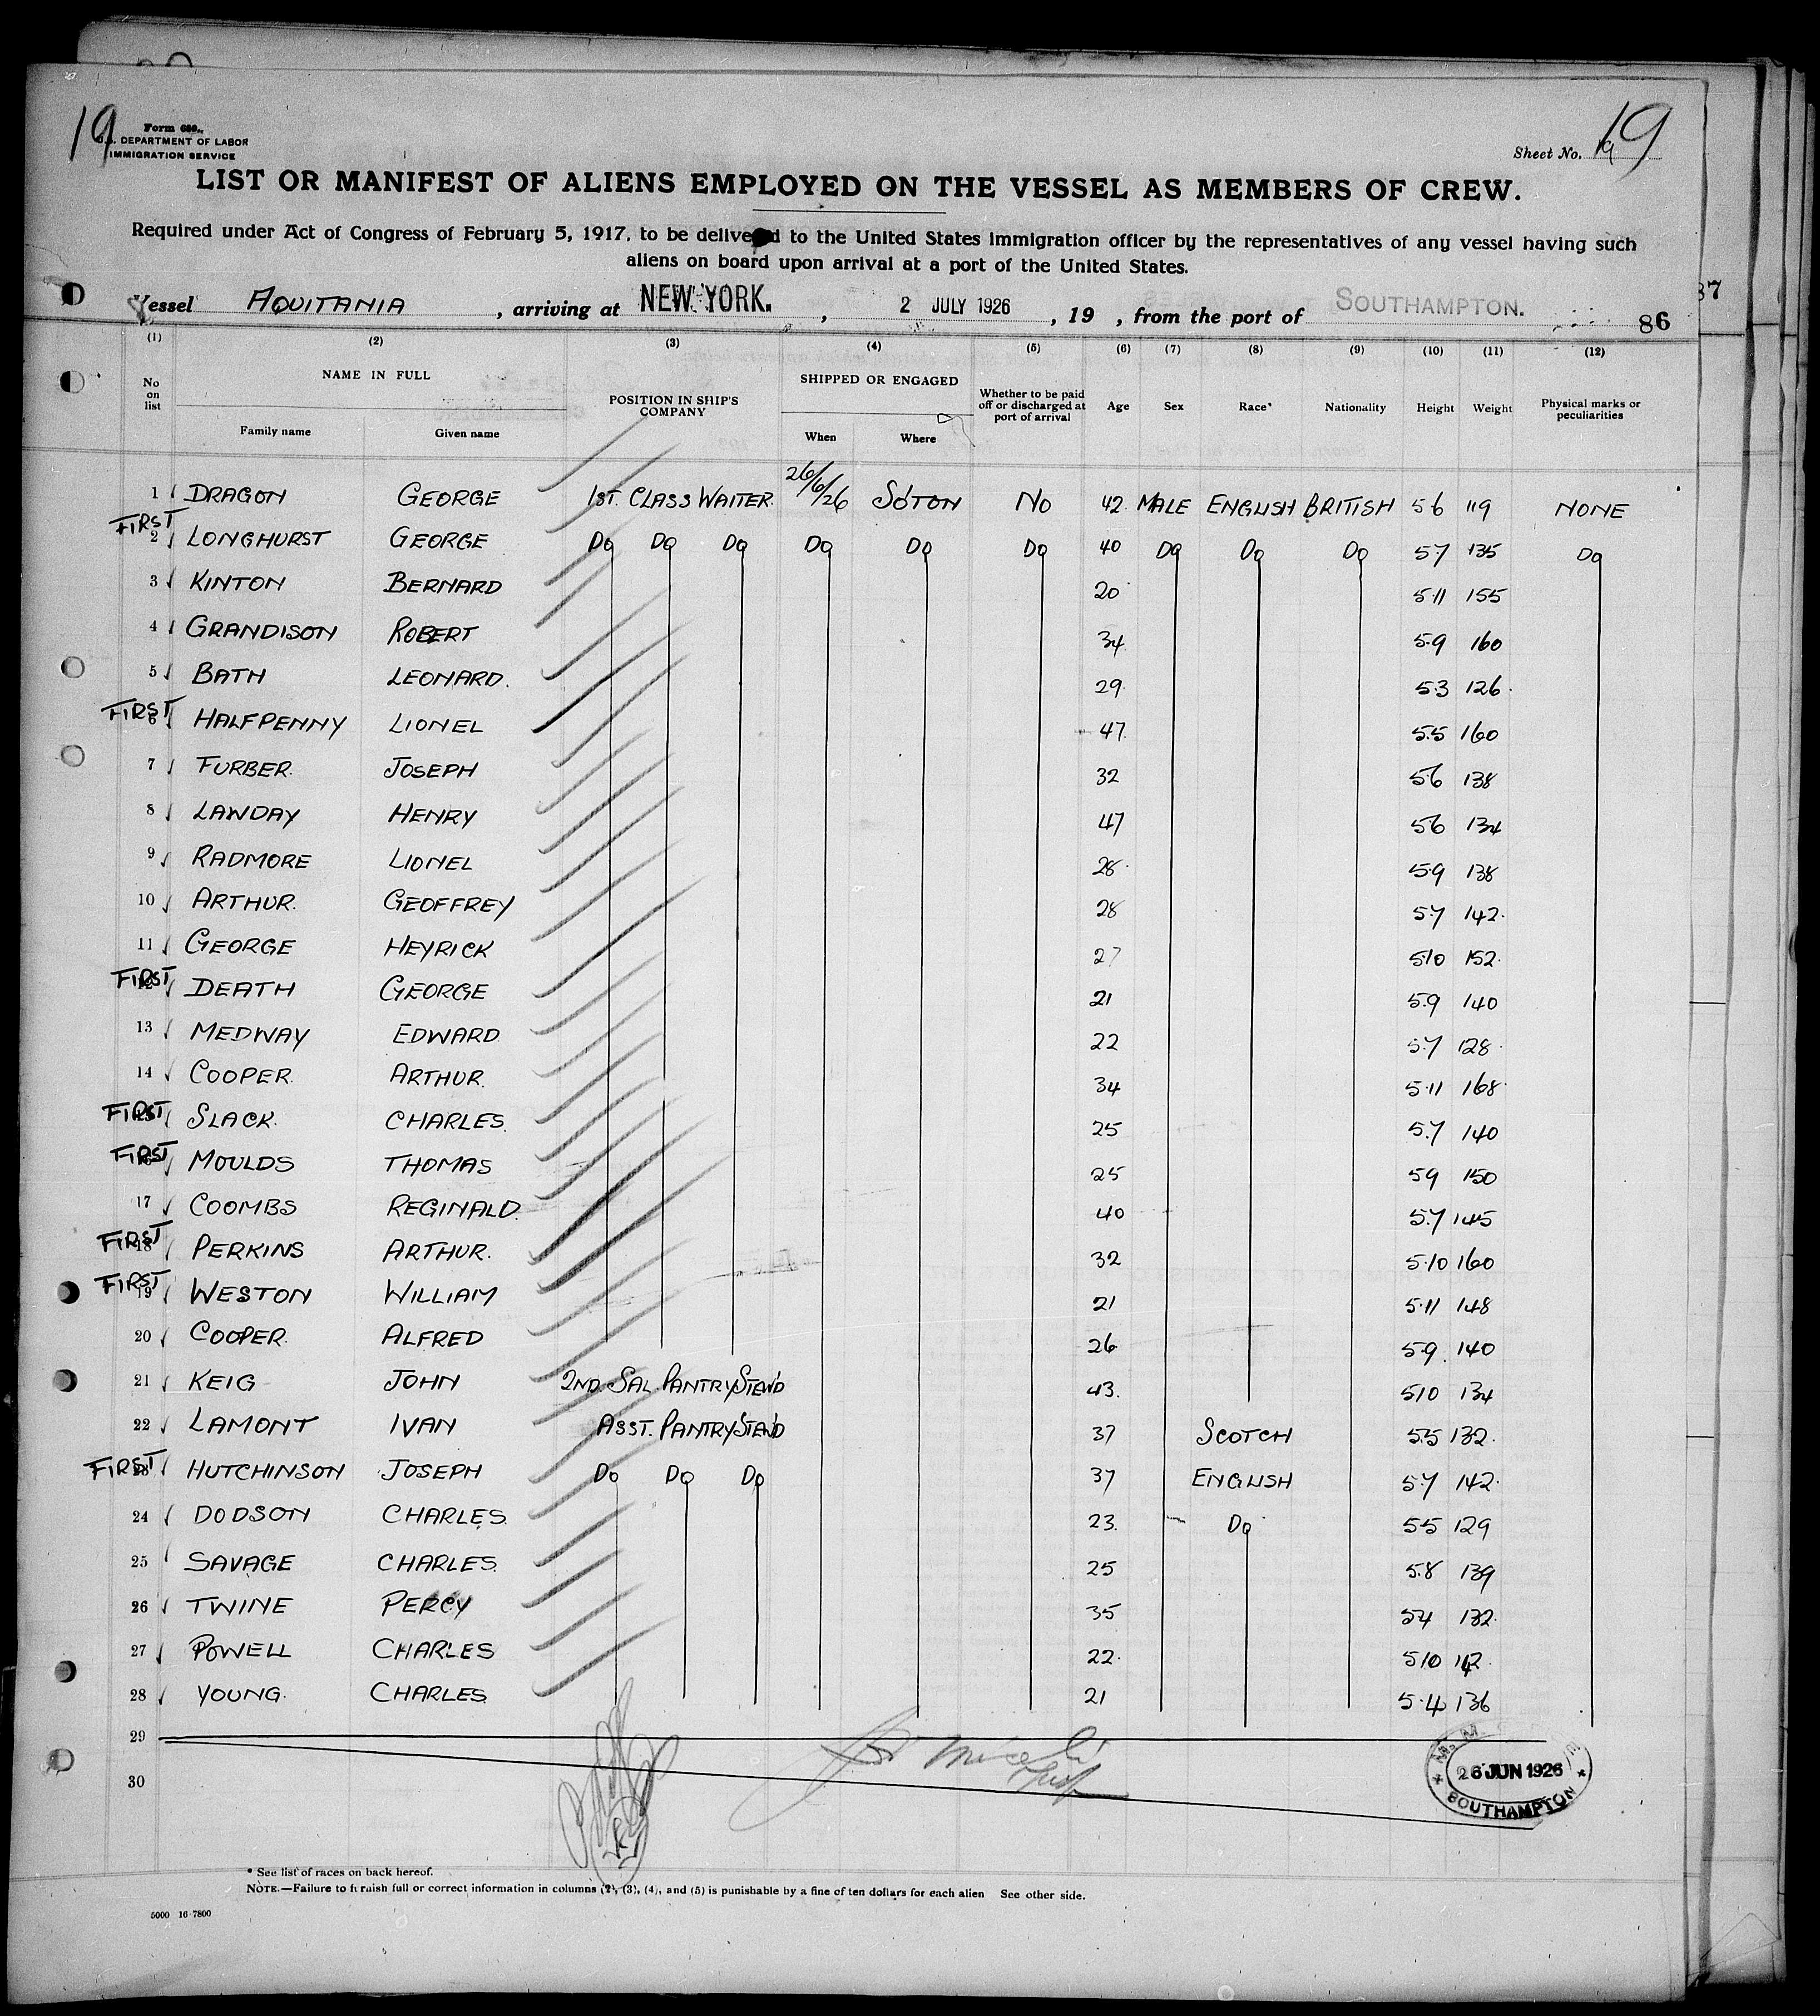 19
Form 680.,
U.S. DEPARTMENT OF LABOR
IMMIGRATION SERVICE
Sheet No. 19
19
LIST OR MANIFEST OF ALIENS EMPLOYED ON THE VESSEL AS MEMBERS OF CREW.
Required under Act of Congress of February 5, 1917, to be delivered to the United States immigration officer by the representatives of any vessel having such
aliens on board upon arrival at a port of the United States.
Vessel AQUITANIA, arriving at NEW YORK., 2 JULY 1926, 19 , from the port of SOUTHAMPTON.
87
86
(1) (2) (3) (4) (5) (6) (7) (8) (9) (10) (11) (12)
No on list NAME IN FULL POSITION IN SHIP'S COMPANY SHIPPED OR ENGAGED Whether to be paid off or discharged at port of arrival Age Sex Race* Nationality Height Weight Physical marks or peculiarities
Family name Given name When Where
1 DRAGON GEORGE 1ST. CLASS WAITER 26/6/26 SOTON NO 42 MALE ENGLISH BRITISH 5 6 119 NONE
FIRST 2 LONGHURST GEORGE DO DO DO DO DO DO 40 DO DO DO 5 7 135 DO
3 KINTON BERNARD 20 5 11 155
4 GRANDISON ROBERT 34 5.9 160
5 BATH LEONARD. 29 5.3 126
FIRST 6 HALFPENNY LIONEL 47 5.5 160
7 FURBER. JOSEPH 32 5 6 138
8 LAWDAY HENRY 47 5 6 134
9 RADMORE LIONEL 28 5.9 138
10 ARTHUR. GEOFFREY 28 5.7 142.
11 GEORGE HEYRICK 27 5 10 152.
FIRST 12 DEATH GEORGE 21 5.9 140
13 MEDWAY EDWARD 22 5.7 128
14 COOPER. ARTHUR. 34 5.11 168
FIRST 15 SLACK. CHARLES. 25 5.7 140
FIRST 16 MOULDS THOMAS 25 5 9 150
17 COOMBS REGINALD. 40 5.7 145
FIRST 18 PERKINS ARTHUR. 32 5.10 160
FIRST 19 WESTON WILLIAM 21 5.11 148
20 COOPER. ALFRED 26 5.9. 140
21 KEIG JOHN 2ND. SAL. PANTRY STEW'D 43. 5 10 134
22 LAMONT IVAN ASST. PANTRY STEW'D 37 SCOTCH 5.5 132.
FIRST 23 HUTCHINSON JOSEPH DO DO DO 37 ENGLISH 5.7 142.
24 DODSON CHARLES. 23. DO 5 5 129
25 SAVAGE CHARLES. 25 5.8 139
26 TWINE PERCY 35 5 4 132.
27 POWELL CHARLES 22. 5 10
28 YOUNG. CHARLES. 21 5.4 136
29
30
26 JUN 1926
SOUTHAMPTON
* See list of races on back hereof.
NOTE.—Failure to furnish full or correct information in columns (2), (3), (4), and (5) is punishable by a fine of ten dollars for each alien See other side.
5000 16-7800